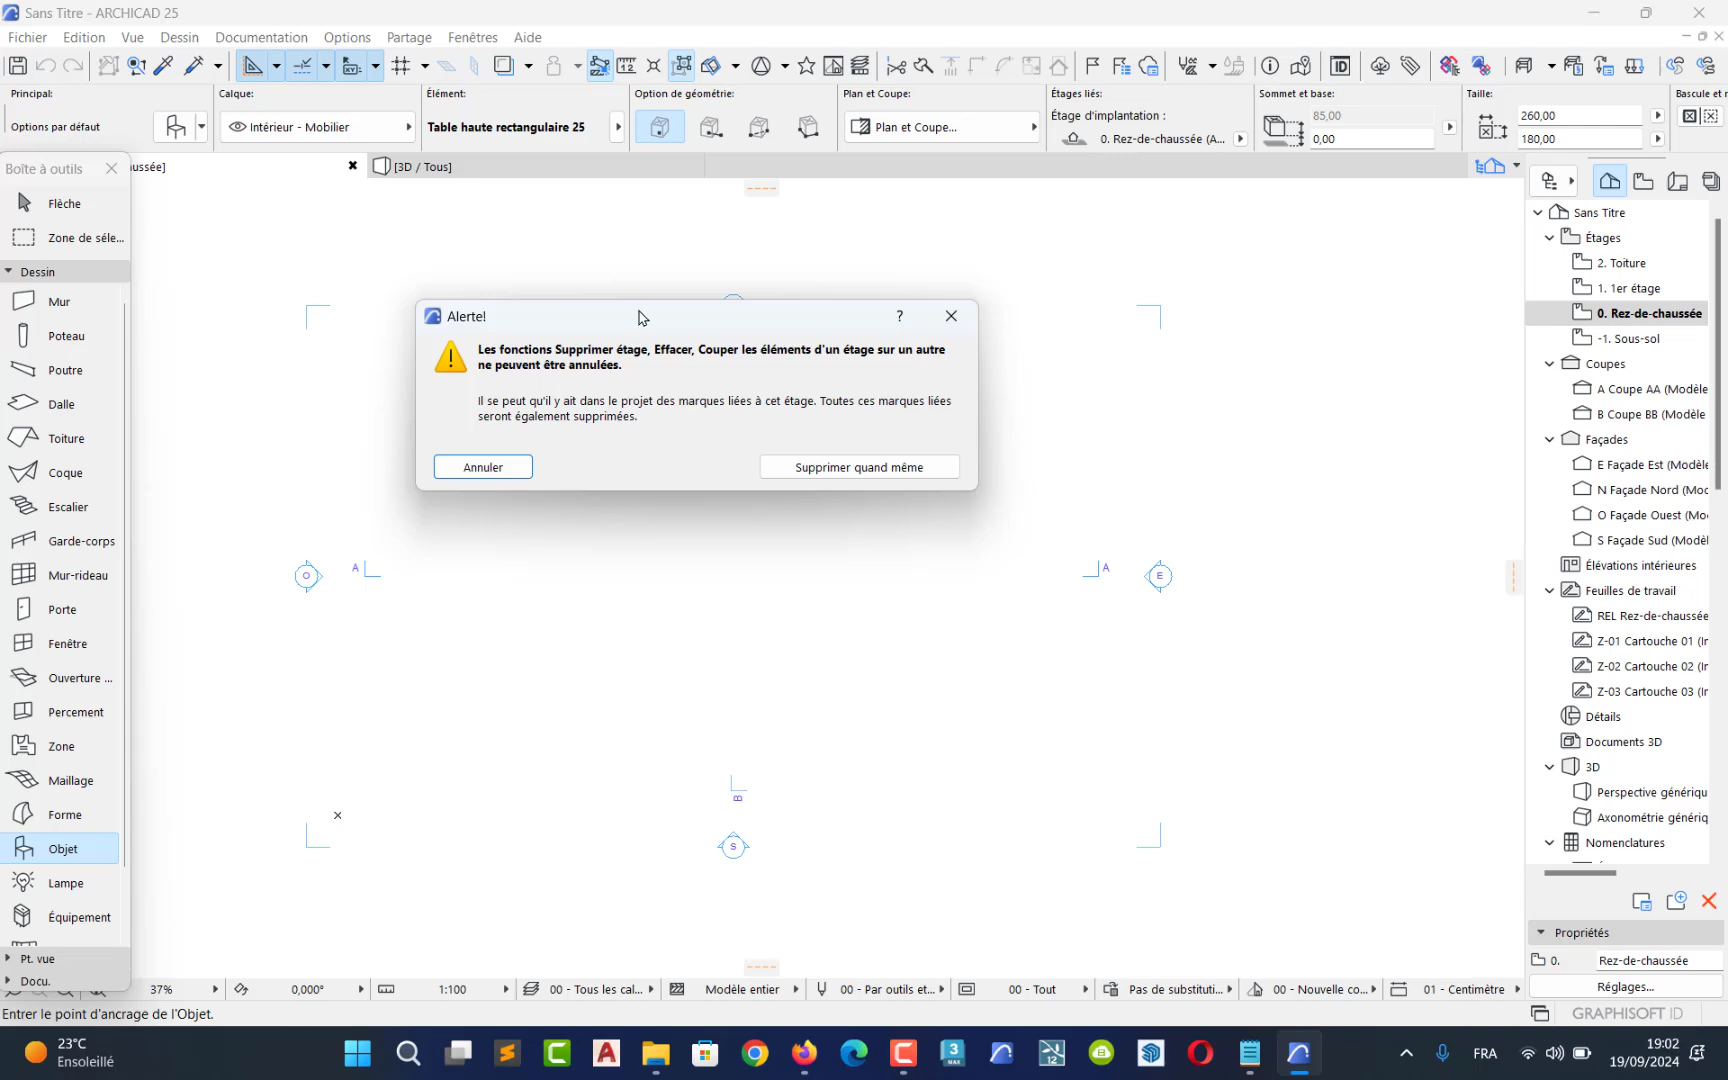 Sans Titre - ARCHICAD 25
Fichier Edition Vue Dessin Documentation Options Partage Fenêtres Aide
Principal: Calque: Élément: Option de géométrie: Plan et Coupe: Étages liés: Sommet et base: Taille: Bascule et r
Étage d'implantation : 85,00 260,00
Options par défaut Intérieur - Mobilier Table haute rectangulaire 25 Plan et Coupe... 0. Rez-de-chaussée (A... 0,00 180,00
Boîte à outils aussée] [3D / Tous]
Flèche
Zone de séle...
Dessin
Mur
Poteau
Poutre
Dalle
Toiture
Coque
Escalier
Garde-corps
Mur-rideau
Porte
Fenêtre
Ouverture ...
Percement
Zone
Maillage
Forme
Objet
Lampe
Équipement
Pt. vue
Docu.
Alerte!
Les fonctions Supprimer étage, Effacer, Couper les éléments d'un étage sur un autre
ne peuvent être annulées.
Il se peut qu'il y ait dans le projet des marques liées à cet étage. Toutes ces marques liées
seront également supprimées.
Annuler Supprimer quand même
O A A E
B
S
Sans Titre
Étages
2. Toiture
1. 1er étage
0. Rez-de-chaussée
-1. Sous-sol
Coupes
A Coupe AA (Modèle
B Coupe BB (Modèle
Façades
E Façade Est (Modèle
N Façade Nord (Moc
O Façade Ouest (Mo
S Façade Sud (Modèl
Élévations intérieures
Feuilles de travail
REL Rez-de-chaussée
Z-01 Cartouche 01 (Ir
Z-02 Cartouche 02 (Ir
Z-03 Cartouche 03 (Ir
Détails
Documents 3D
3D
Perspective génériqu
Axonométrie génériq
Nomenclatures
Propriétés
0. Rez-de-chaussée
Réglages...
37% 0,000° 1:100 00 - Tous les cal... Modèle entier 00 - Par outils et... 00 - Tout Pas de substituti... 00 - Nouvelle co... 01 - Centimètre
Entrer le point d'ancrage de l'Objet. GRAPHISOFT ID
23°C
Ensoleillé
FRA
19:02
19/09/2024